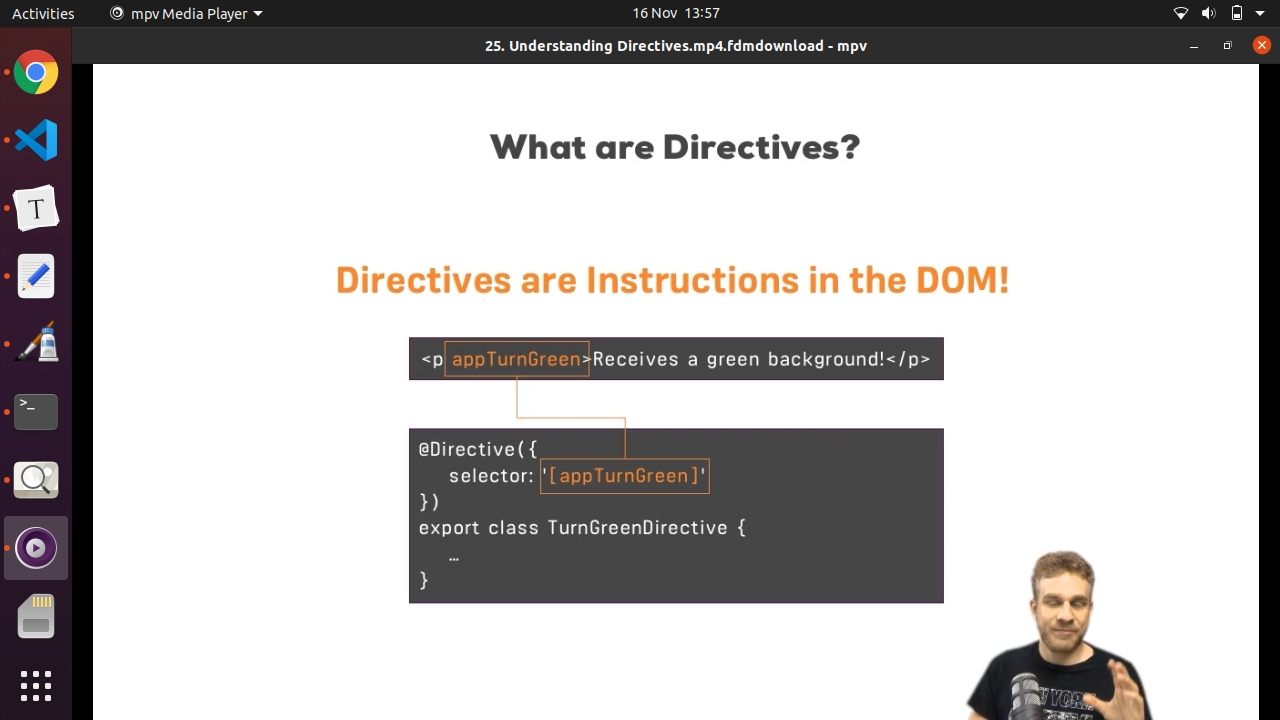 Activities
mpv Media Player
16 Nov 13:57
25. Understanding Directives.mp4.fdmdownload - mpv
T
>_
What are Directives?
Directives are Instructions in the DOM!
<p appTurnGreen>Receives a green background!</p>
@Directive({
selector: '[appTurnGreen]'
})
export class TurnGreenDirective {
…
}